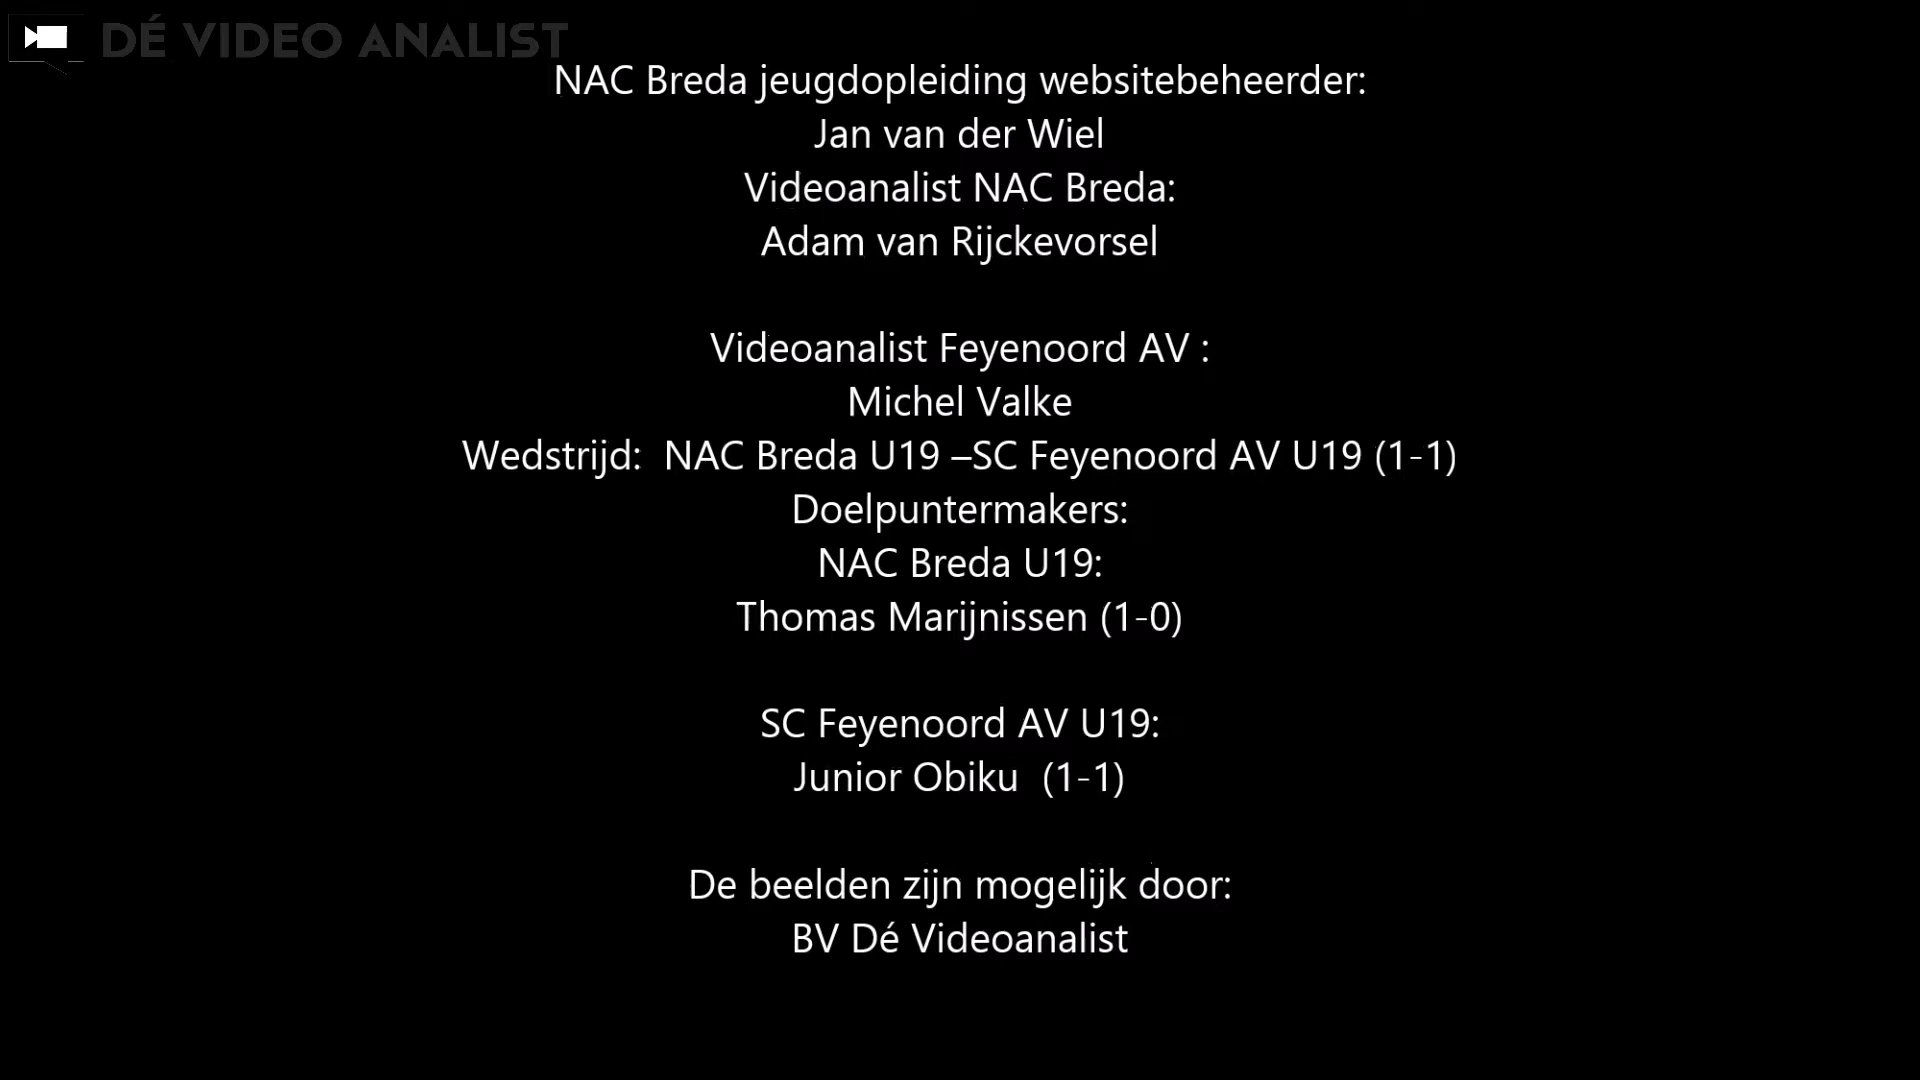 DÉ VIDEO ANALIST
NAC Breda jeugdopleiding websitebeheerder:
Jan van der Wiel
Videoanalist NAC Breda:
Adam van Rijckevorsel
Videoanalist Feyenoord AV :
Michel Valke
Wedstrijd:  NAC Breda U19 –SC Feyenoord AV U19 (1-1)
Doelpuntermakers:
NAC Breda U19:
Thomas Marijnissen (1-0)
SC Feyenoord AV U19:
Junior Obiku  (1-1)
De beelden zijn mogelijk door:
BV Dé Videoanalist